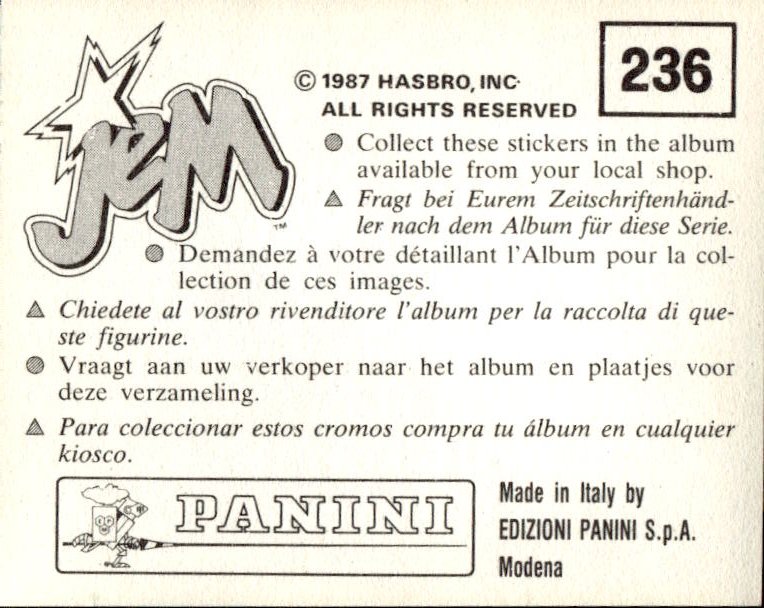 Jem
TM
© 1987 HASBRO, INC.
ALL RIGHTS RESERVED
236
Collect these stickers in the album
available from your local shop.
Fragt bei Eurem Zeitschriftenhänd-
ler nach dem Album für diese Serie.
Demandez à votre détaillant l'Album pour la col-
lection de ces images.
Chiedete al vostro rivenditore l'album per la raccolta di que-
ste figurine.
Vraagt aan uw verkoper naar het album en plaatjes voor
deze verzameling.
Para coleccionar estos cromos compra tu álbum en cualquier
kiosco.
PANINI
Made in Italy by
EDIZIONI PANINI S.p.A.
Modena